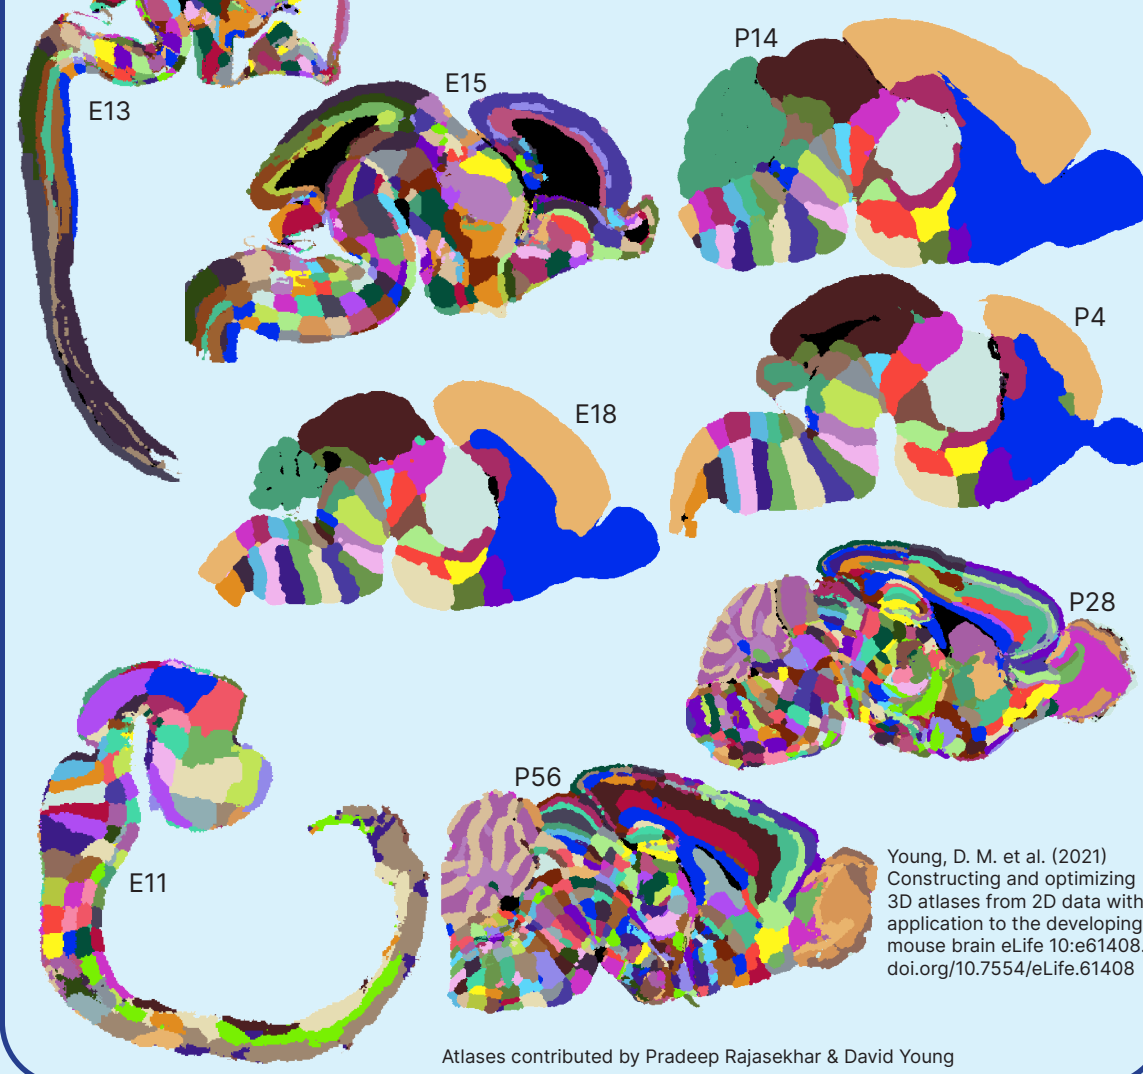 P14
E15
E13
P4
E18
P28
P56
E11
Young, D. M. et al. (2021)
Constructing and optimizing
3D atlases from 2D data with
application to the developing
mouse brain eLife 10:e61408.
doi.org/10.7554/eLife.61408
Atlases contributed by Pradeep Rajasekhar & David Young